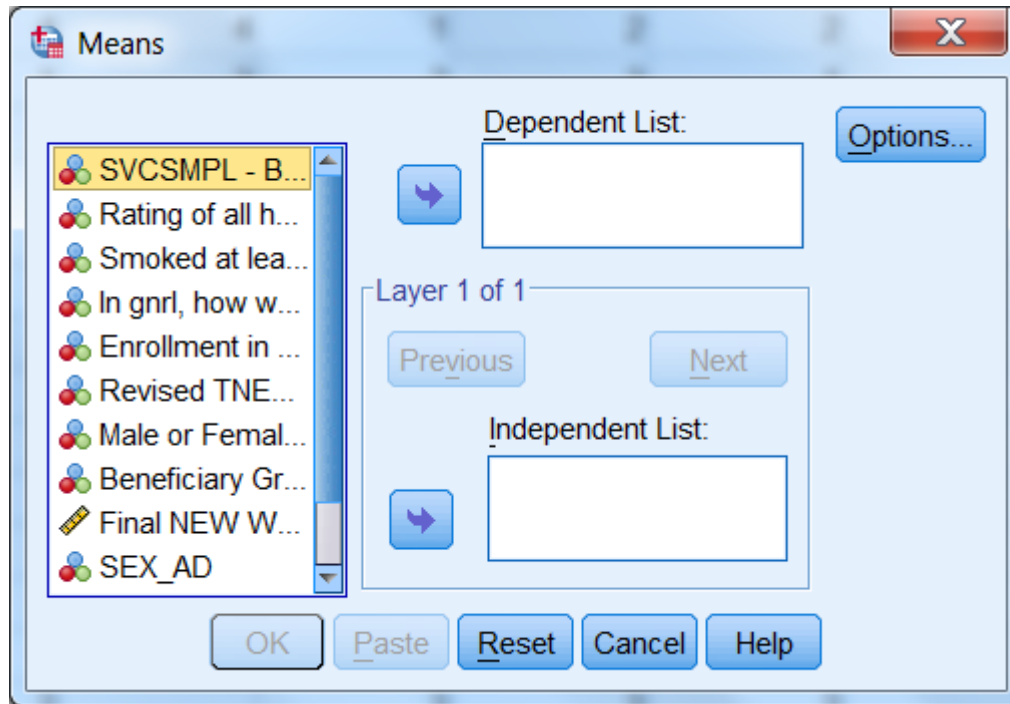 Means
SVCSMPL - B...
Rating of all h...
Smoked at lea...
In gnrl, how w...
Enrollment in ...
Revised TNE...
Male or Femal...
Beneficiary Gr...
Final NEW W...
SEX_AD
Dependent List:
Options...
Layer 1 of 1
Previous
Next
Independent List:
OK
Paste
Reset
Cancel
Help